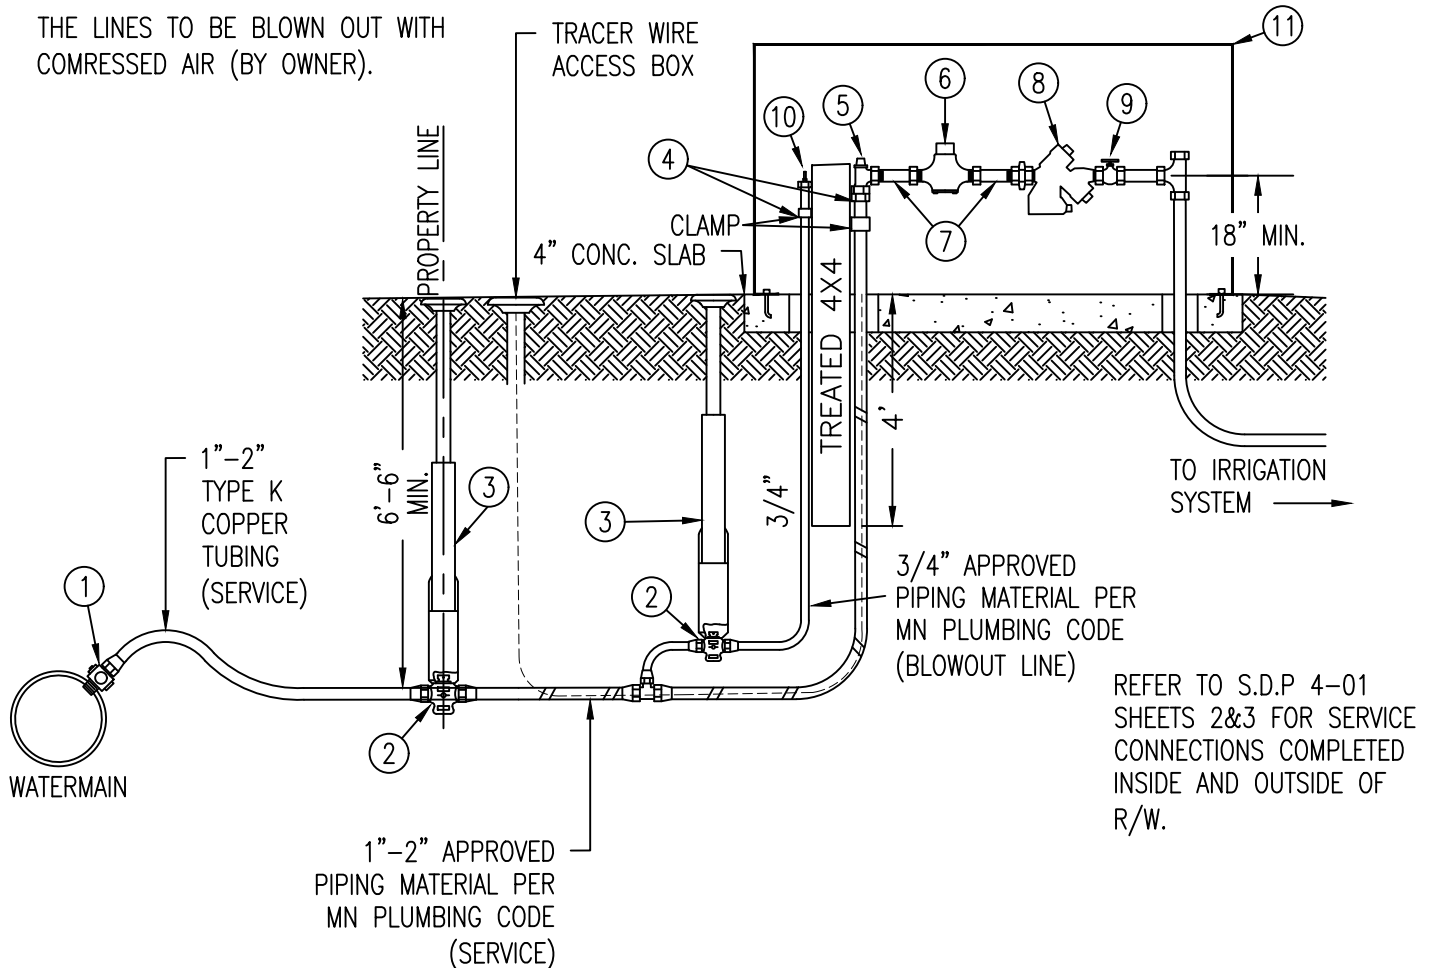 THE LINES TO BE BLOWN OUT WITH
COMRESSED AIR (BY OWNER).
TRACER WIRE
ACCESS BOX
11
6
8
9
5
10
4
PROPERTY LINE
CLAMP
7
4" CONC. SLAB
18" MIN.
TREATED 4X4
4'
1"-2"
TYPE K
COPPER
TUBING
(SERVICE)
6'-6"
MIN.
3
3
3/4"
TO IRRIGATION
SYSTEM
1
2
3/4" APPROVED
PIPING MATERIAL PER
MN PLUMBING CODE
(BLOWOUT LINE)
2
WATERMAIN
REFER TO S.D.P 4-01
SHEETS 2&3 FOR SERVICE
CONNECTIONS COMPLETED
INSIDE AND OUTSIDE OF
R/W.
1"-2" APPROVED
PIPING MATERIAL PER
MN PLUMBING CODE
(SERVICE)